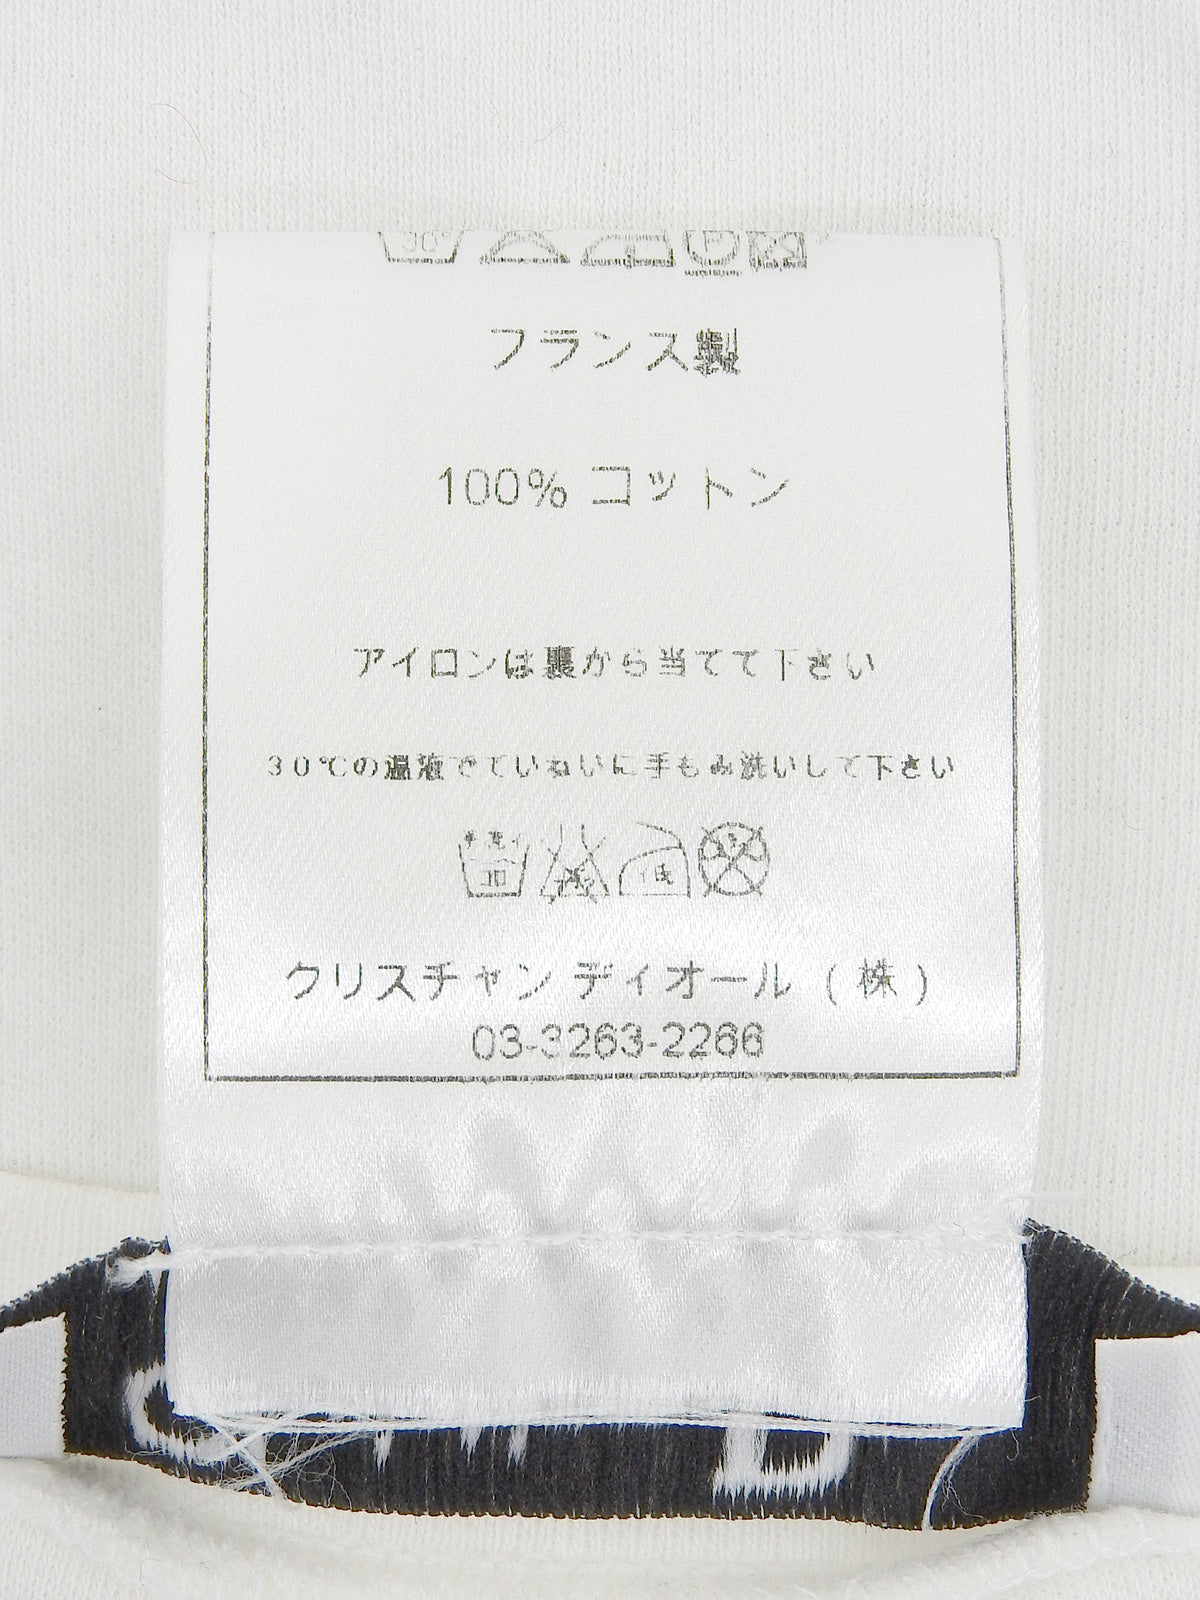 30°
フランス製
100% コットン
アイロンは裏から当てて下さい
30℃の温液でていねいに手もみ洗いして下さい
30
低
クリスチャン ディオール (株)
03-3263-2266